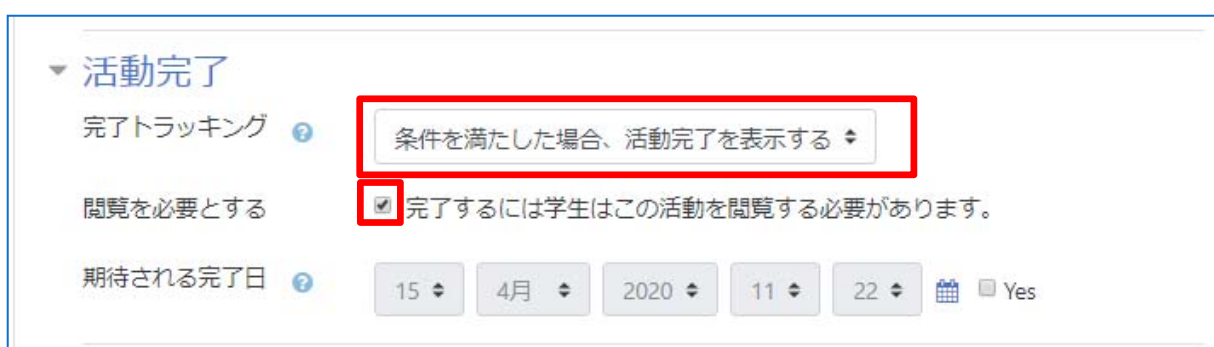 活動完了
完了トラッキング
条件を満たした場合、活動完了を表示する
閲覧を必要とする
完了するには学生はこの活動を閲覧する必要があります。
期待される完了日
15 4月 2020 11 22 Yes